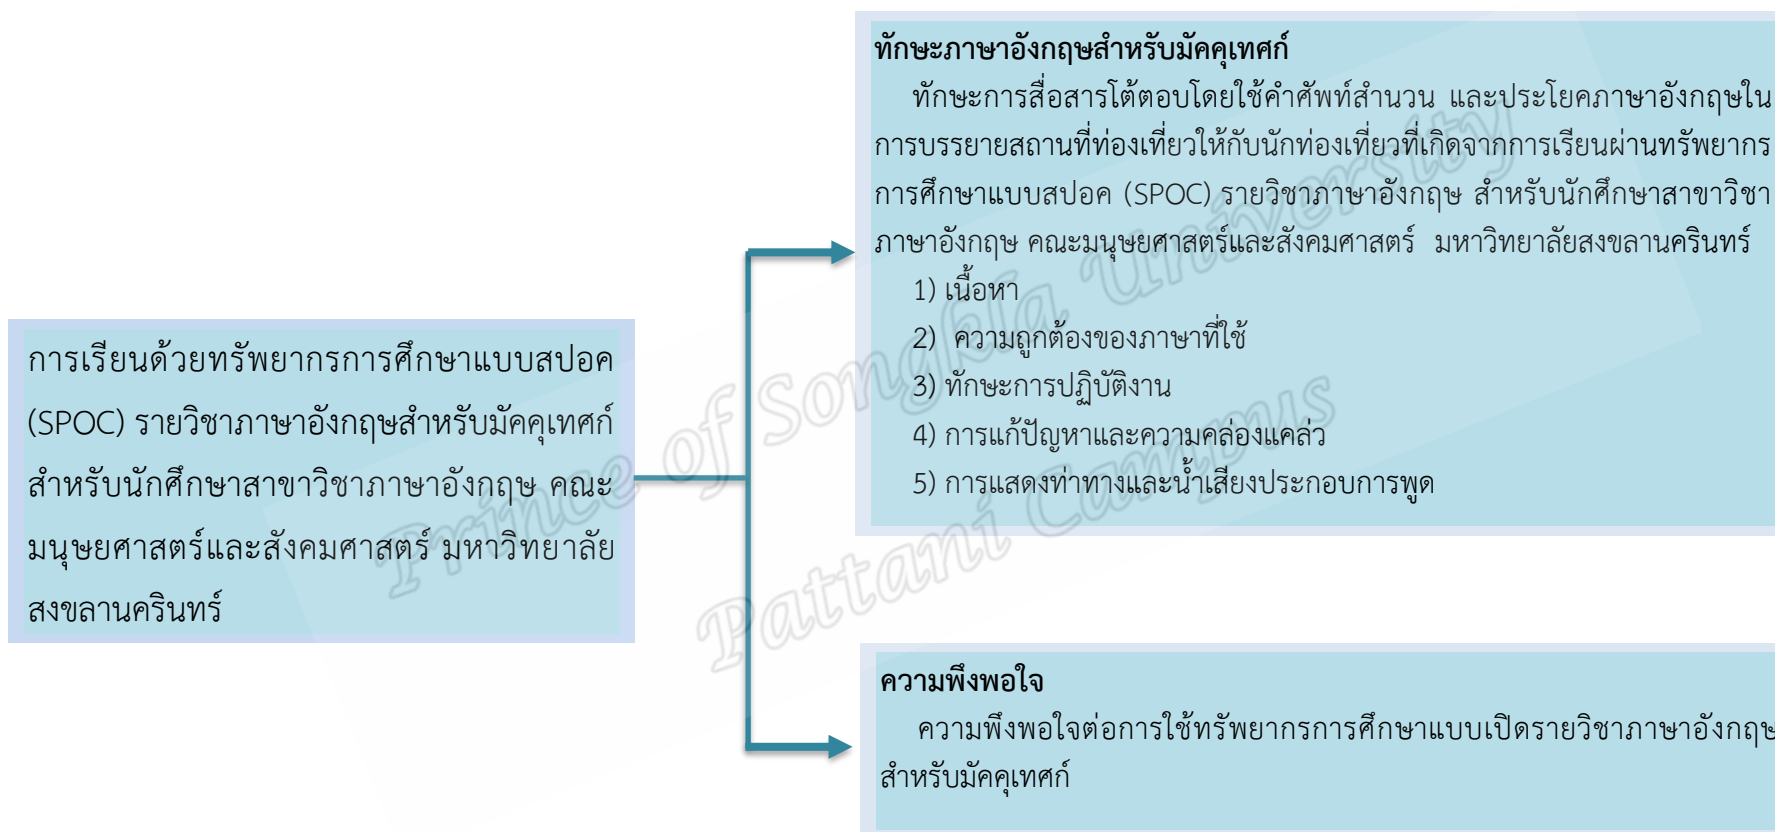 ทักษะภาษาอังกฤษสำหรับมัคคุเทศก์
ทักษะการสื่อสารโต้ตอบโดยใช้คำศัพท์สำนวน และประโยคภาษาอังกฤษใน
การบรรยายสถานที่ท่องเที่ยวให้กับนักท่องเที่ยวที่เกิดจากการเรียนผ่านทรัพยากร
การศึกษาแบบสปอค (SPOC) รายวิชาภาษาอังกฤษ สำหรับนักศึกษาสาขาวิชา
ภาษาอังกฤษ คณะมนุษยศาสตร์และสังคมศาสตร์ มหาวิทยาลัยสงขลานครินทร์
1) เนื้อหา
2) ความถูกต้องของภาษาที่ใช้
3) ทักษะการปฏิบัติงาน
4) การแก้ปัญหาและความคล่องแคล่ว
5) การแสดงท่าทางและน้ำเสียงประกอบการพูด
การเรียนด้วยทรัพยากรการศึกษาแบบสปอค
(SPOC) รายวิชาภาษาอังกฤษสำหรับมัคคุเทศก์
สำหรับนักศึกษาสาขาวิชาภาษาอังกฤษ คณะ
มนุษยศาสตร์และสังคมศาสตร์ มหาวิทยาลัย
สงขลานครินทร์
ความพึงพอใจ
ความพึงพอใจต่อการใช้ทรัพยากรการศึกษาแบบเปิดรายวิชาภาษาอังกฤษ
สำหรับมัคคุเทศก์
Prince of Songkla University
Pattani Campus